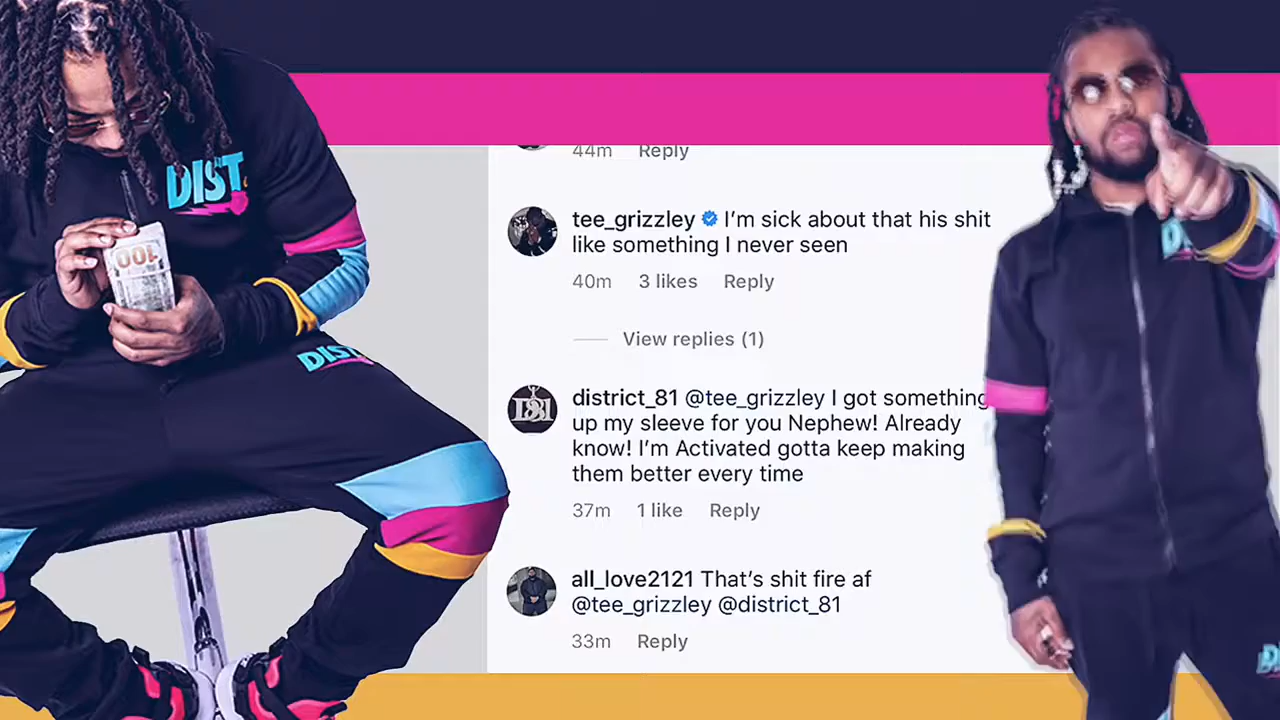 44m Reply
tee_grizzley I'm sick about that his shit
like something I never seen
40m 3 likes Reply
View replies (1)
district_81 @tee_grizzley I got something
up my sleeve for you Nephew! Already
know! I'm Activated gotta keep making
them better every time
37m 1 like Reply
all_love2121 That's shit fire af
@tee_grizzley @district_81
33m Reply
DIST
100
DIST
D81